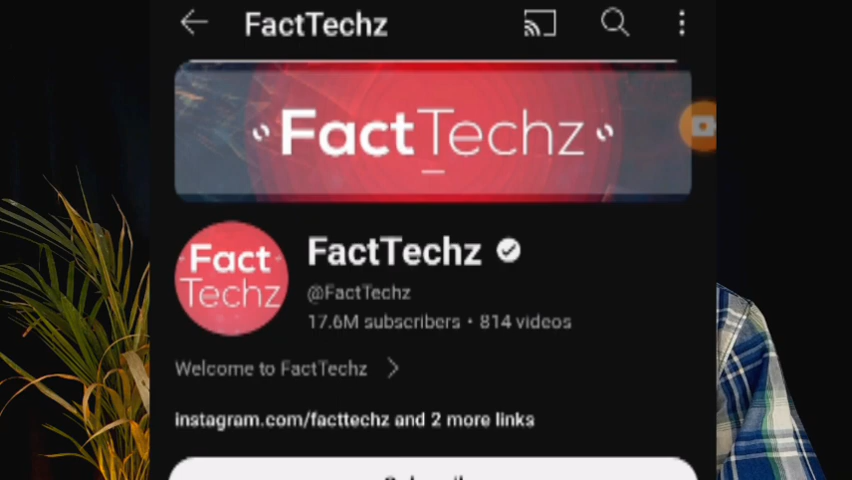 FactTechz
FactTechz
Fact
Techz
FactTechz
@FactTechz
17.6M subscribers • 814 videos
Welcome to FactTechz
instagram.com/facttechz and 2 more links